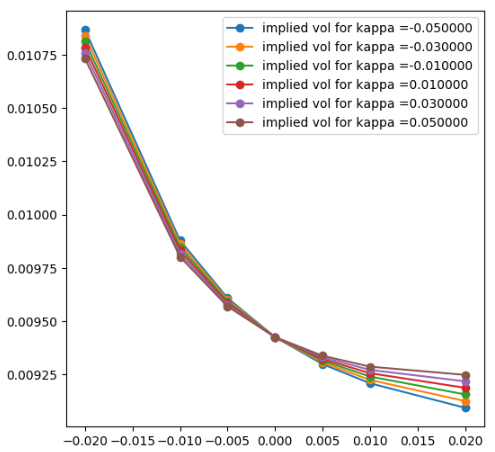 implied vol for kappa =-0.050000
implied vol for kappa =-0.030000
implied vol for kappa =-0.010000
implied vol for kappa =0.010000
implied vol for kappa =0.030000
implied vol for kappa =0.050000
0.01075
0.01050
0.01025
0.01000
0.00975
0.00950
0.00925
−0.020 −0.015 −0.010 −0.005 0.000 0.005 0.010 0.015 0.020